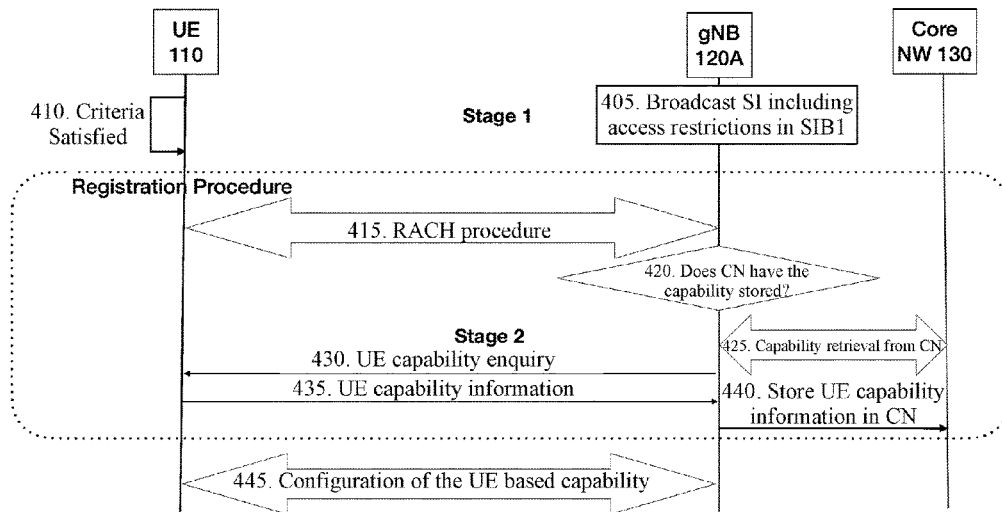 UE
110
gNB
120A
Core
NW 130
410. Criteria
Satisfied
Stage 1
405. Broadcast SI including
access restrictions in SIB1
Registration Procedure
415. RACH procedure
420. Does CN have the
capability stored?
Stage 2
425. Capability retrieval from CN
430. UE capability enquiry
435. UE capability information
440. Store UE capability
information in CN
445. Configuration of the UE based capability